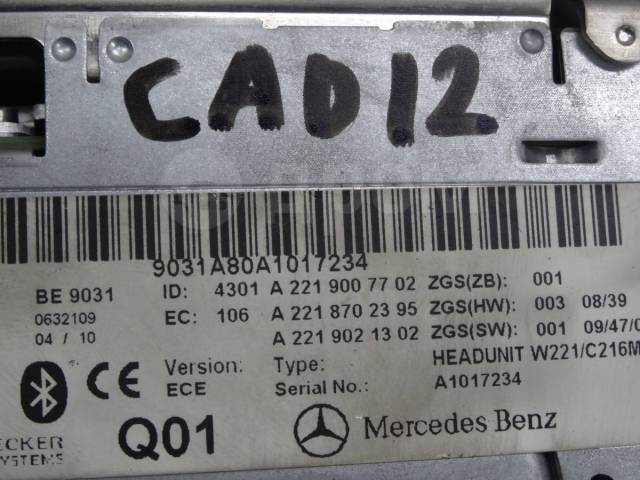 CAD12
9031A80A1017234
BE 9031 ID: 4301 A 221 900 77 02 ZGS(ZB): 001
0632109 EC: 106 A 221 870 23 95 ZGS(HW): 003 08/39
04 / 10 A 221 902 13 02 ZGS(SW): 001 09/47/0
Version: Type: HEADUNIT W221/C216M
ECE Serial No.: A1017234
ECKER
SYSTEMS
Q01 Mercedes Benz